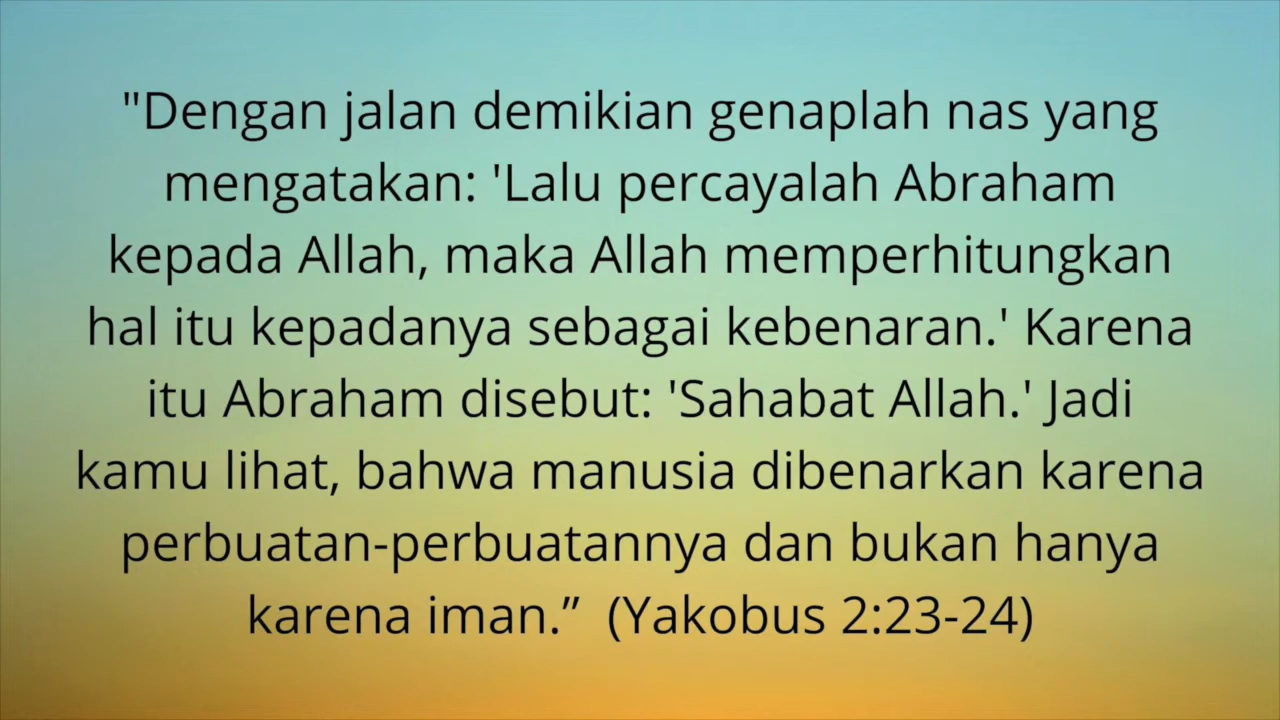 "Dengan jalan demikian genaplah nas yang
mengatakan: 'Lalu percayalah Abraham
kepada Allah, maka Allah memperhitungkan
hal itu kepadanya sebagai kebenaran.' Karena
itu Abraham disebut: 'Sahabat Allah.' Jadi
kamu lihat, bahwa manusia dibenarkan karena
perbuatan-perbuatannya dan bukan hanya
karena iman.”  (Yakobus 2:23-24)